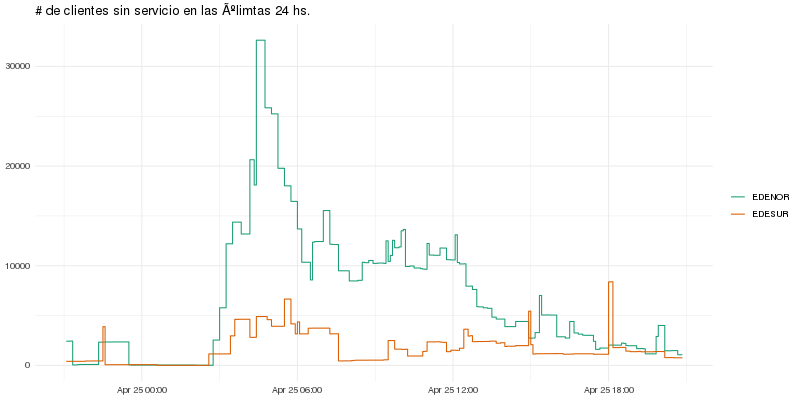 # de clientes sin servicio en las Ãºlimtas 24 hs.
30000
20000
10000
0
Apr 25 00:00
Apr 25 06:00
Apr 25 12:00
Apr 25 18:00
EDENOR
EDESUR